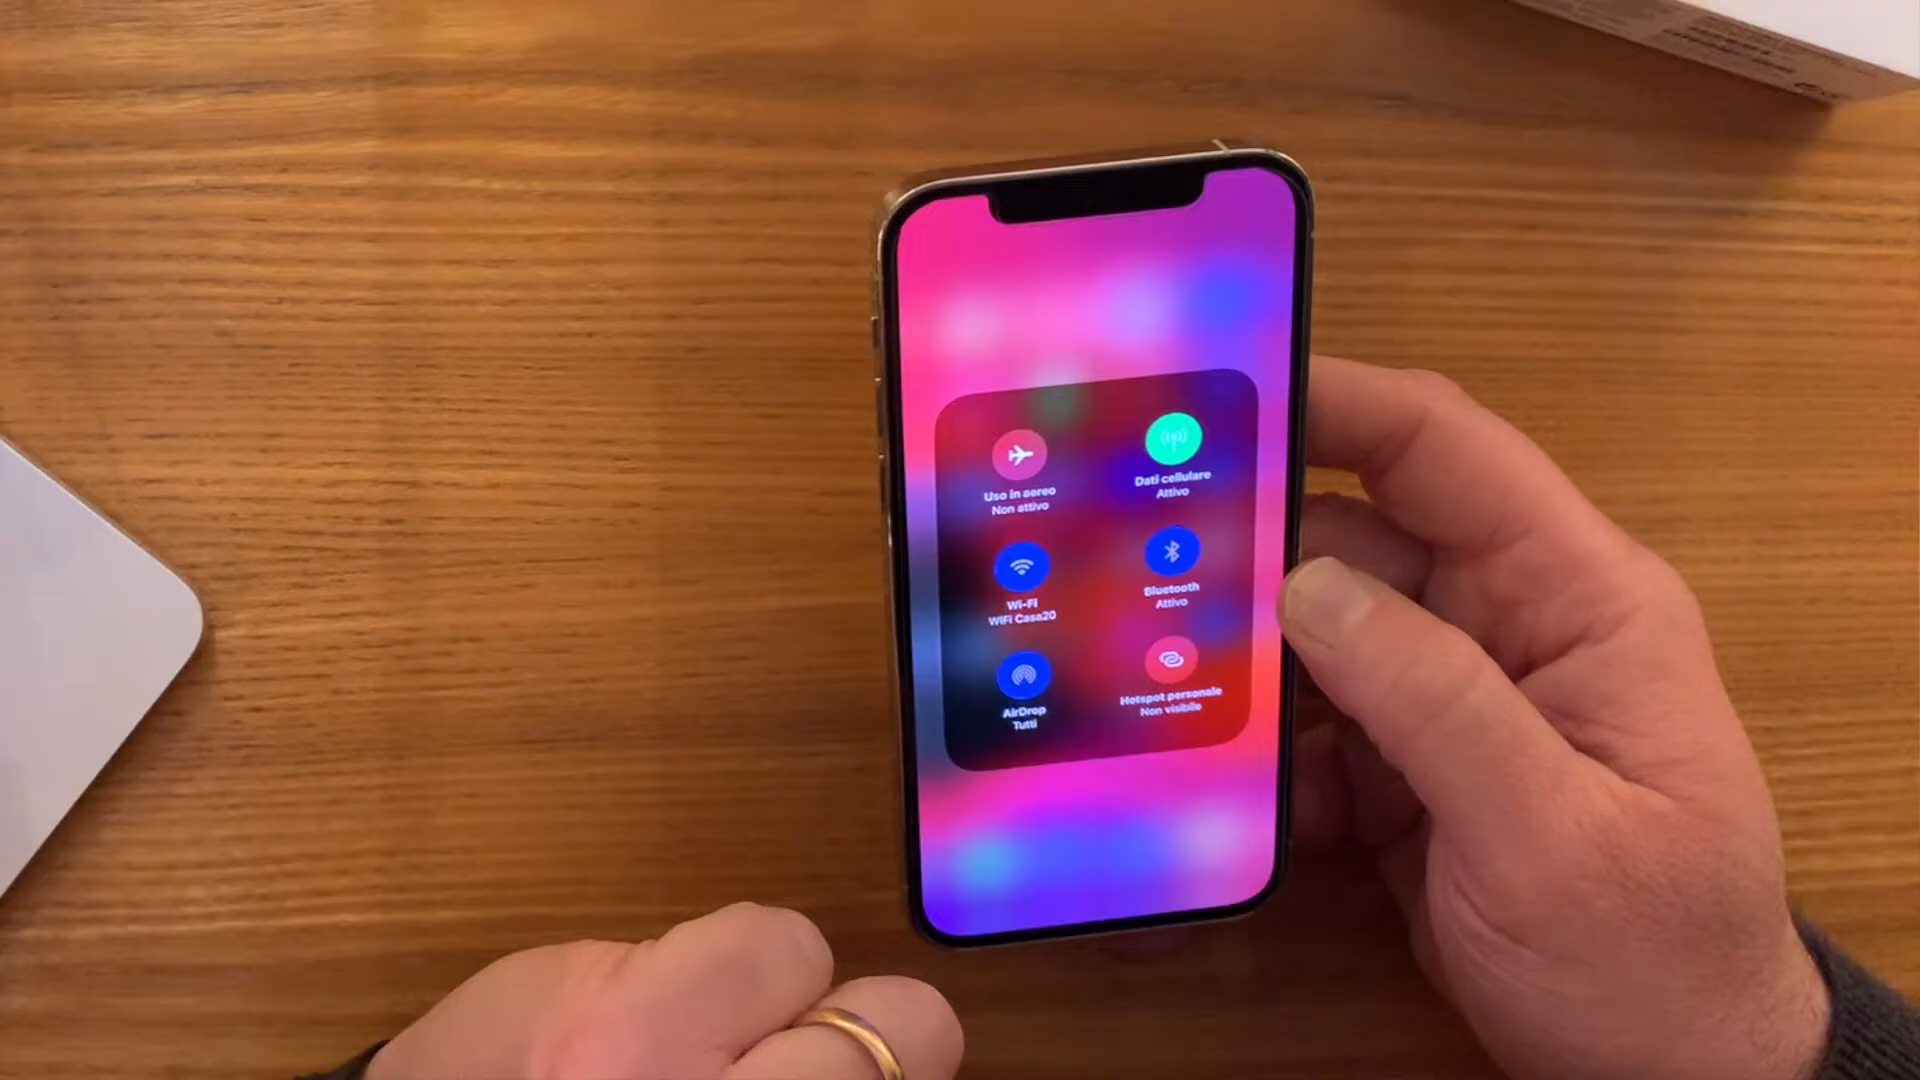 Uso in aereo
Non attivo
Dati cellulare
Attivo
Wi-Fi
WiFi Casa20
Bluetooth
Attivo
AirDrop
Tutti
Hotspot personale
Non visibile